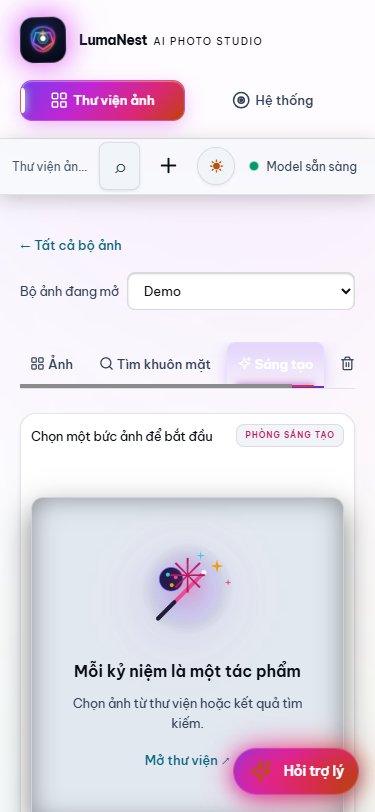 LumaNest AI PHOTO STUDIO
Thư viện ảnh
Hệ thống
Thư viện ản...
Model sẵn sàng
← Tất cả bộ ảnh
Bộ ảnh đang mở
Demo
Ảnh
Tìm khuôn mặt
Sáng tạo
Chọn một bức ảnh để bắt đầu
PHÒNG SÁNG TẠO
Mỗi kỷ niệm là một tác phẩm
Chọn ảnh từ thư viện hoặc kết quả tìm
kiếm.
Mở thư viện ↗
Hỏi trợ lý